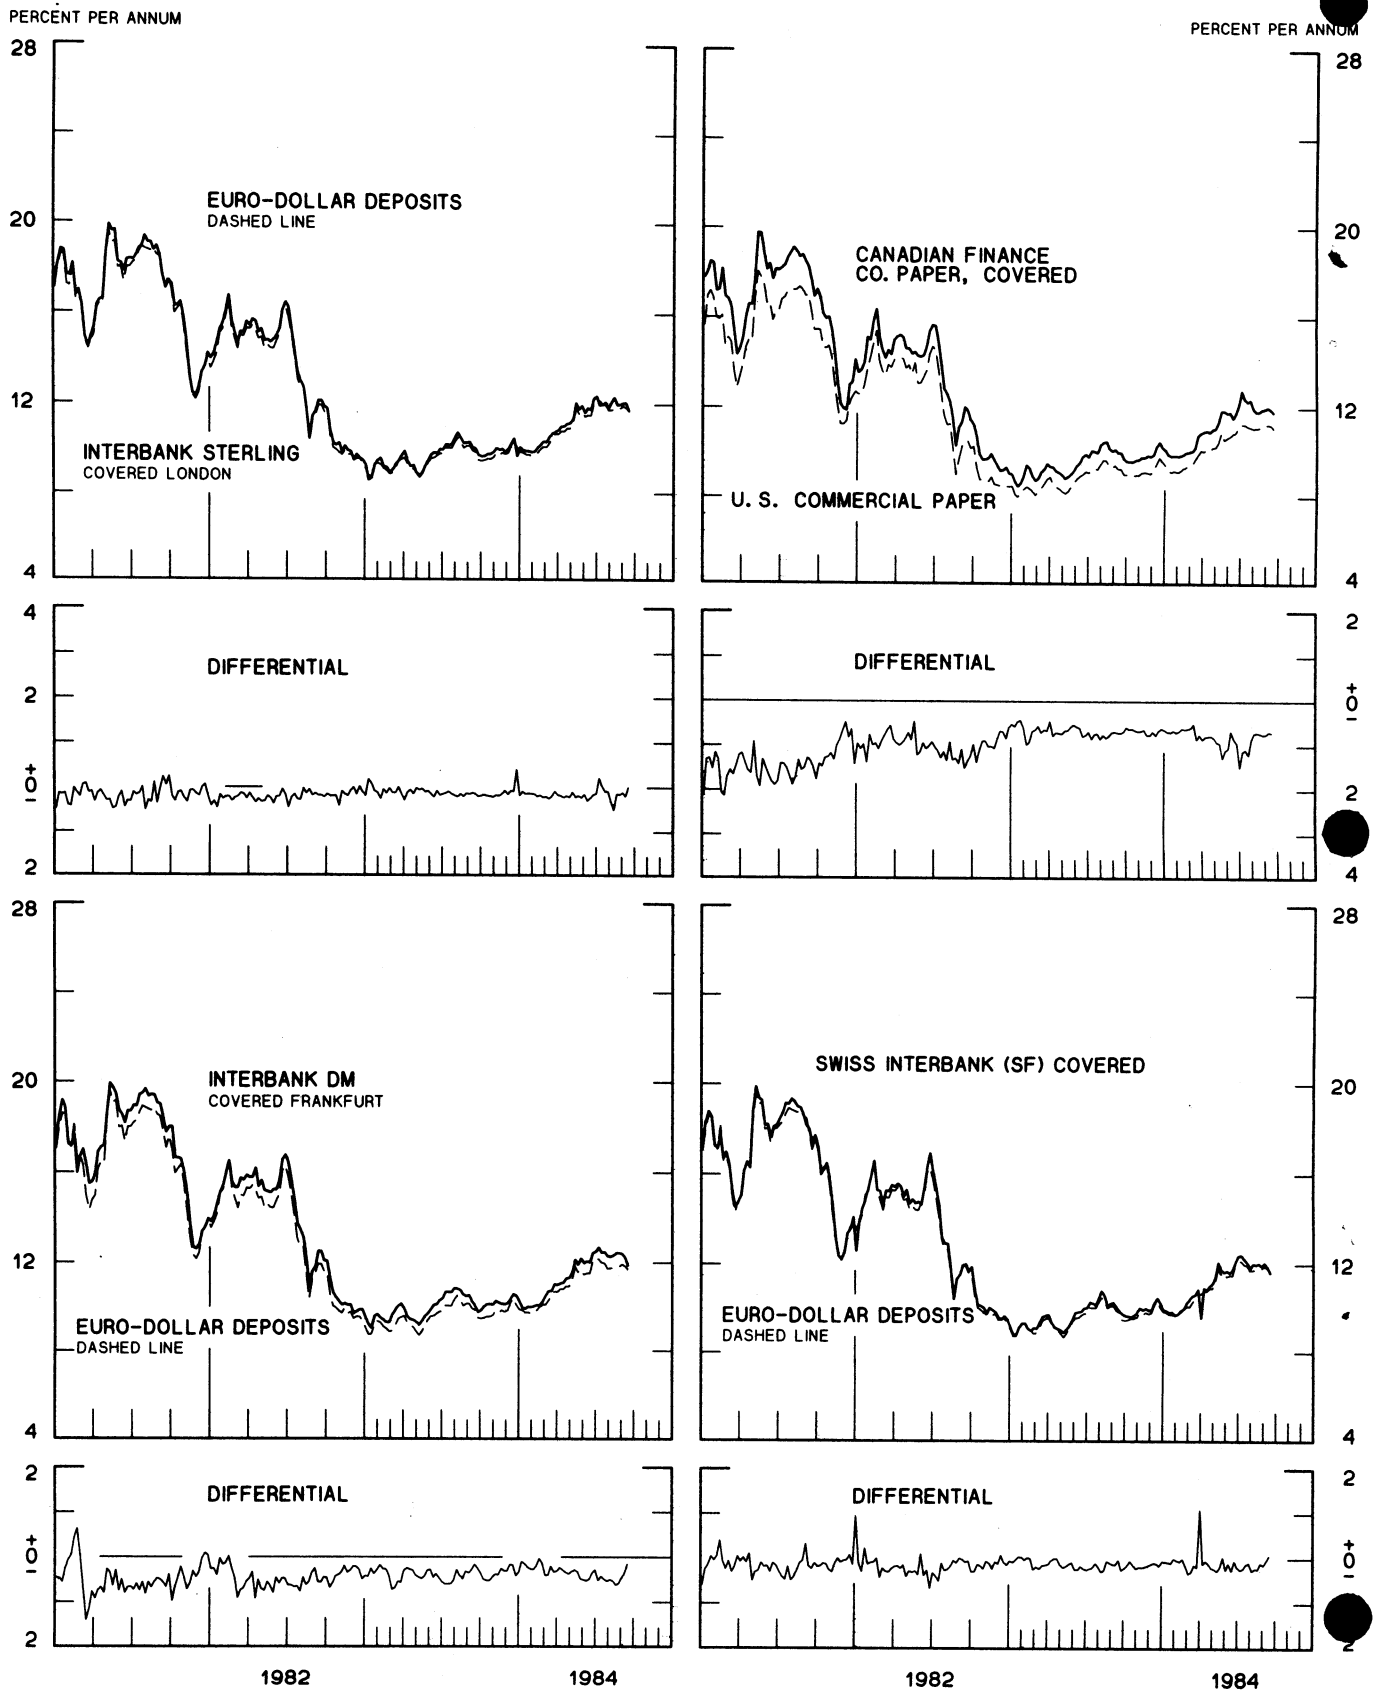 PERCENT PER ANNUM
PERCENT PER ANNUM
28
20
12
4
EURO-DOLLAR DEPOSITS
DASHED LINE
INTERBANK STERLING
COVERED LONDON
28
20
12
4
CANADIAN FINANCE
CO. PAPER, COVERED
U. S. COMMERCIAL PAPER
4
2
+
0
−
2
DIFFERENTIAL
2
+
0
−
2
4
DIFFERENTIAL
28
20
12
4
INTERBANK DM
COVERED FRANKFURT
EURO-DOLLAR DEPOSITS
DASHED LINE
28
20
12
4
SWISS INTERBANK (SF) COVERED
EURO-DOLLAR DEPOSITS
DASHED LINE
2
+
0
−
2
DIFFERENTIAL
2
+
0
−
2
DIFFERENTIAL
1982
1984
1982
1984